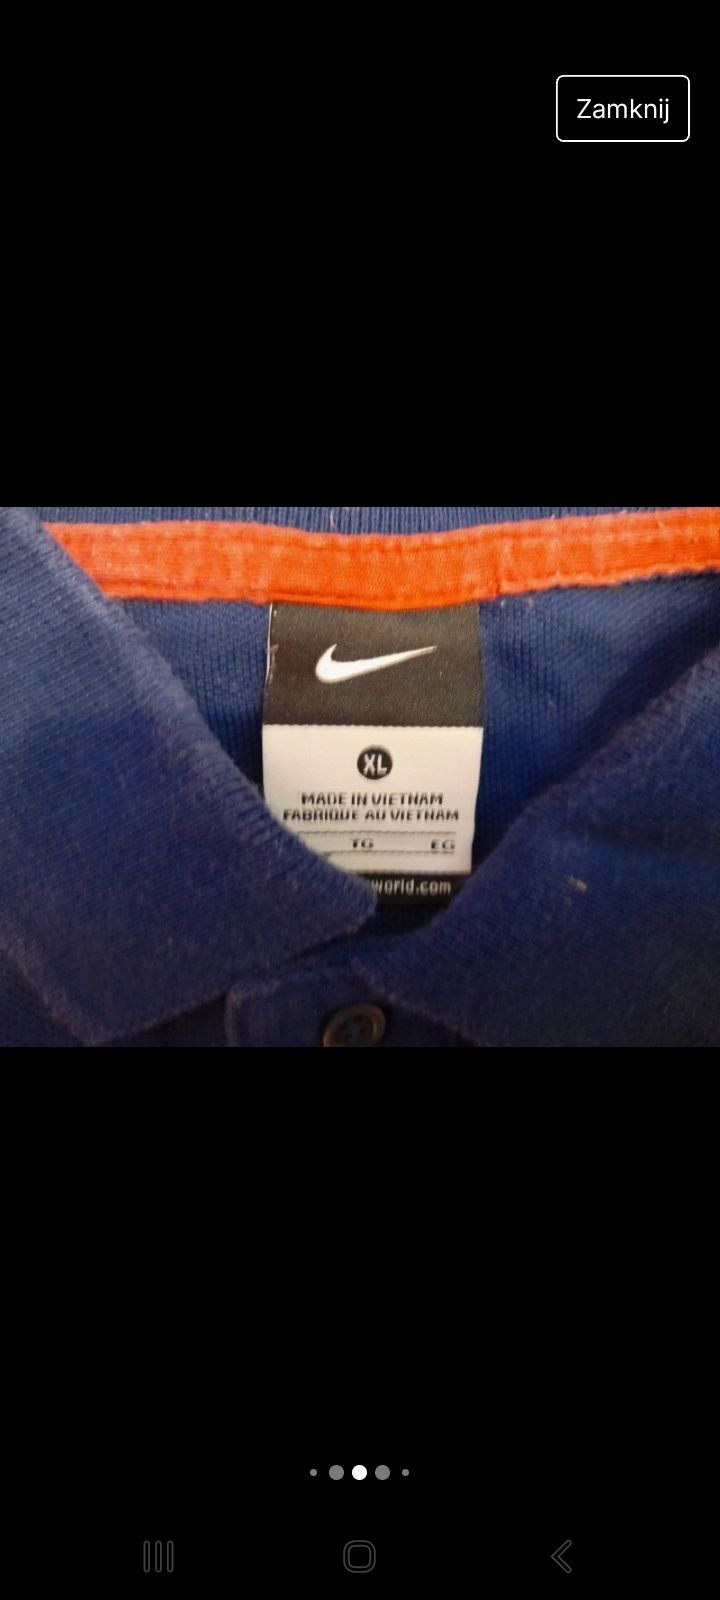 Zamknij
XL
MADE IN VIETNAM
FABRIQUE AU VIETNAM
TG EG
world.com